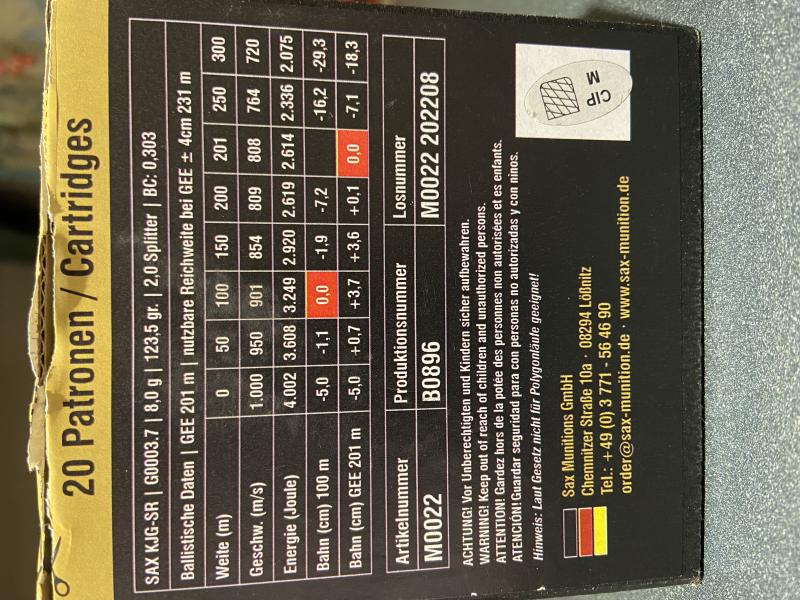 20 Patronen / Cartridges
SAX KJG-SR | G0003.7 | 8,0 g | 123,5 gr. | 2,0 Splitter | BC: 0,303
Ballistische Daten | GEE 201 m | nutzbare Reichweite bei GEE ± 4cm 231 m
Weite (m) 0 50 100 150 200 201 250 300
Geschw. (m/s) 1.000 950 901 854 809 808 764 720
Energie (Joule) 4.002 3.608 3.249 2.920 2.619 2.614 2.336 2.075
Bahn (cm) 100 m -5,0 -1,1 0,0 -1,9 -7,2 -16,2 -29,3
Bahn (cm) GEE 201 m -5,0 +0,7 +3,7 +3,6 +0,1 0,0 -7,1 -18,3
Artikelnummer Produktionsnummer Losnummer
M0022 B0896 M0022 202208
ACHTUNG! Vor Unberechtigten und Kindern sicher aufbewahren.
WARNING! Keep out of reach of children and unauthorized persons.
ATTENTION! Gardez hors de la potée des personnes non autorisées et es enfants.
ATENCIÓN! Guardar seguridad para con personas no autorizadas y con ninos.
Hinweis: Laut Gesetz nicht für Polygonläufe geeignet!
CIP
M
Sax Munitions GmbH
Chemnitzer Straße 10a · 08294 Lößnitz
Tel.: +49 (0) 3 771 - 56 46 90
order@sax-munition.de · www.sax-munition.de